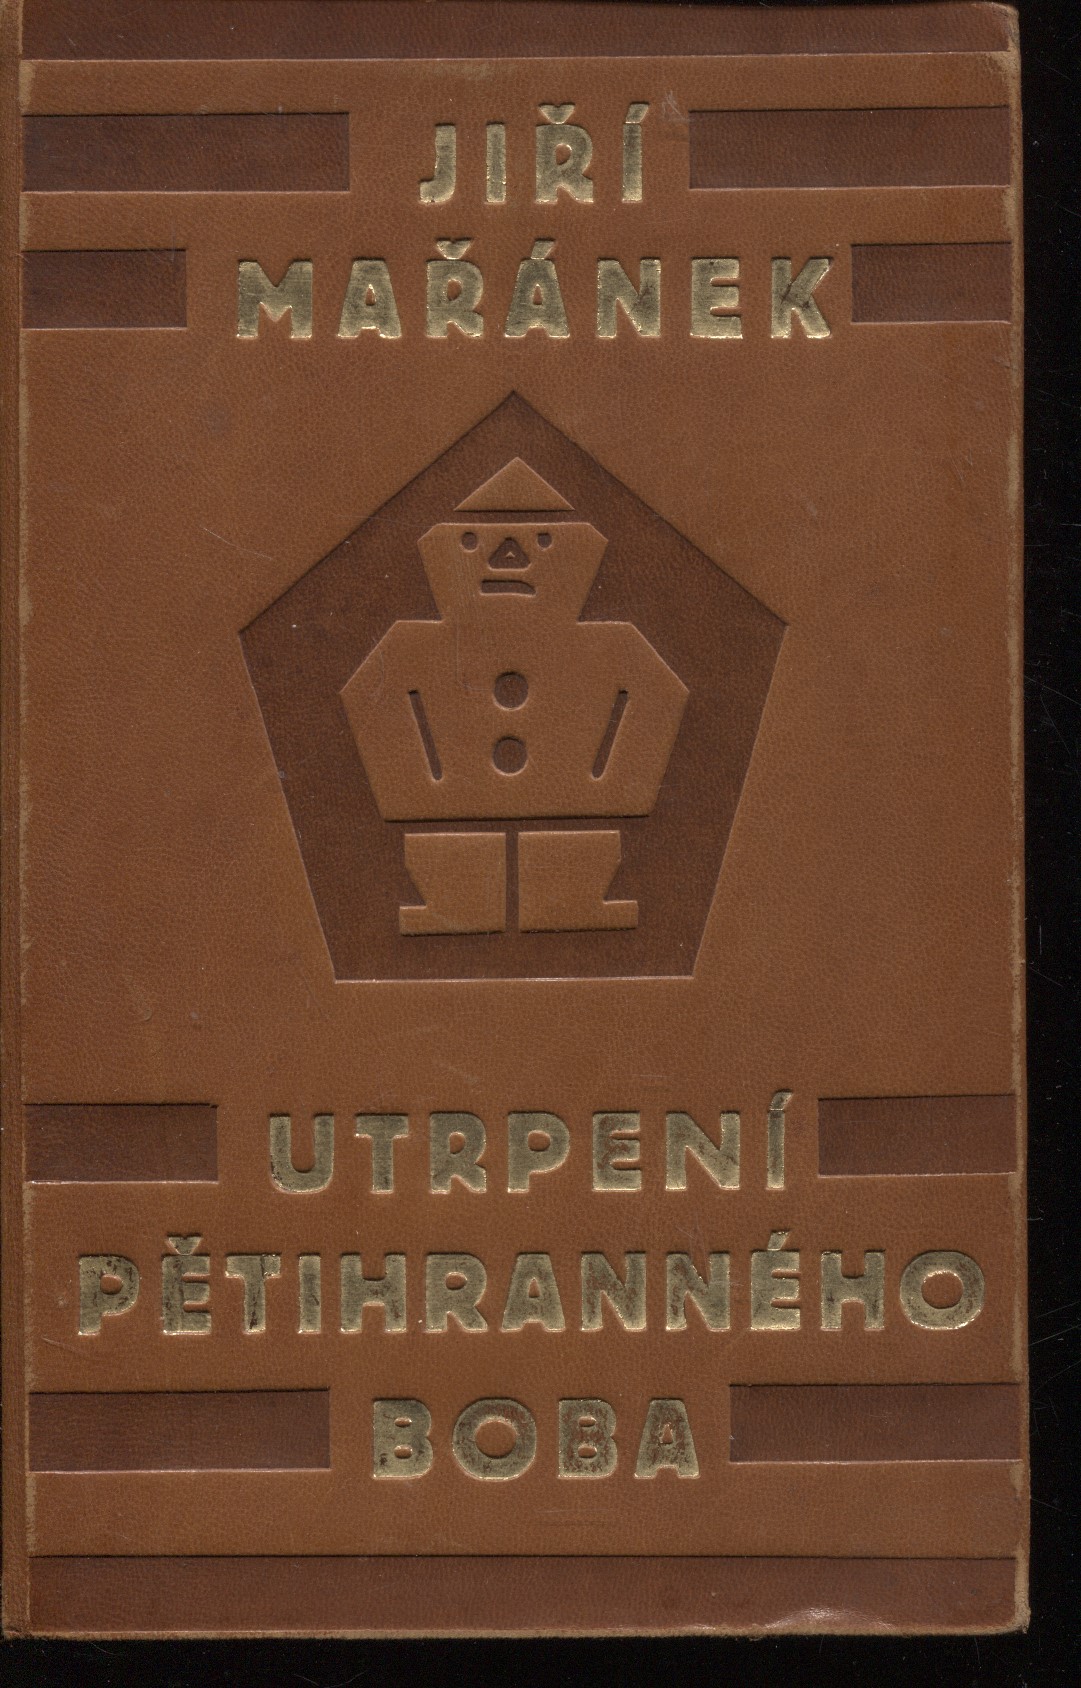 JIŘÍ
MAŘÁNEK
UTRPENÍ
PĚTIHRANNÉHO
BOBA